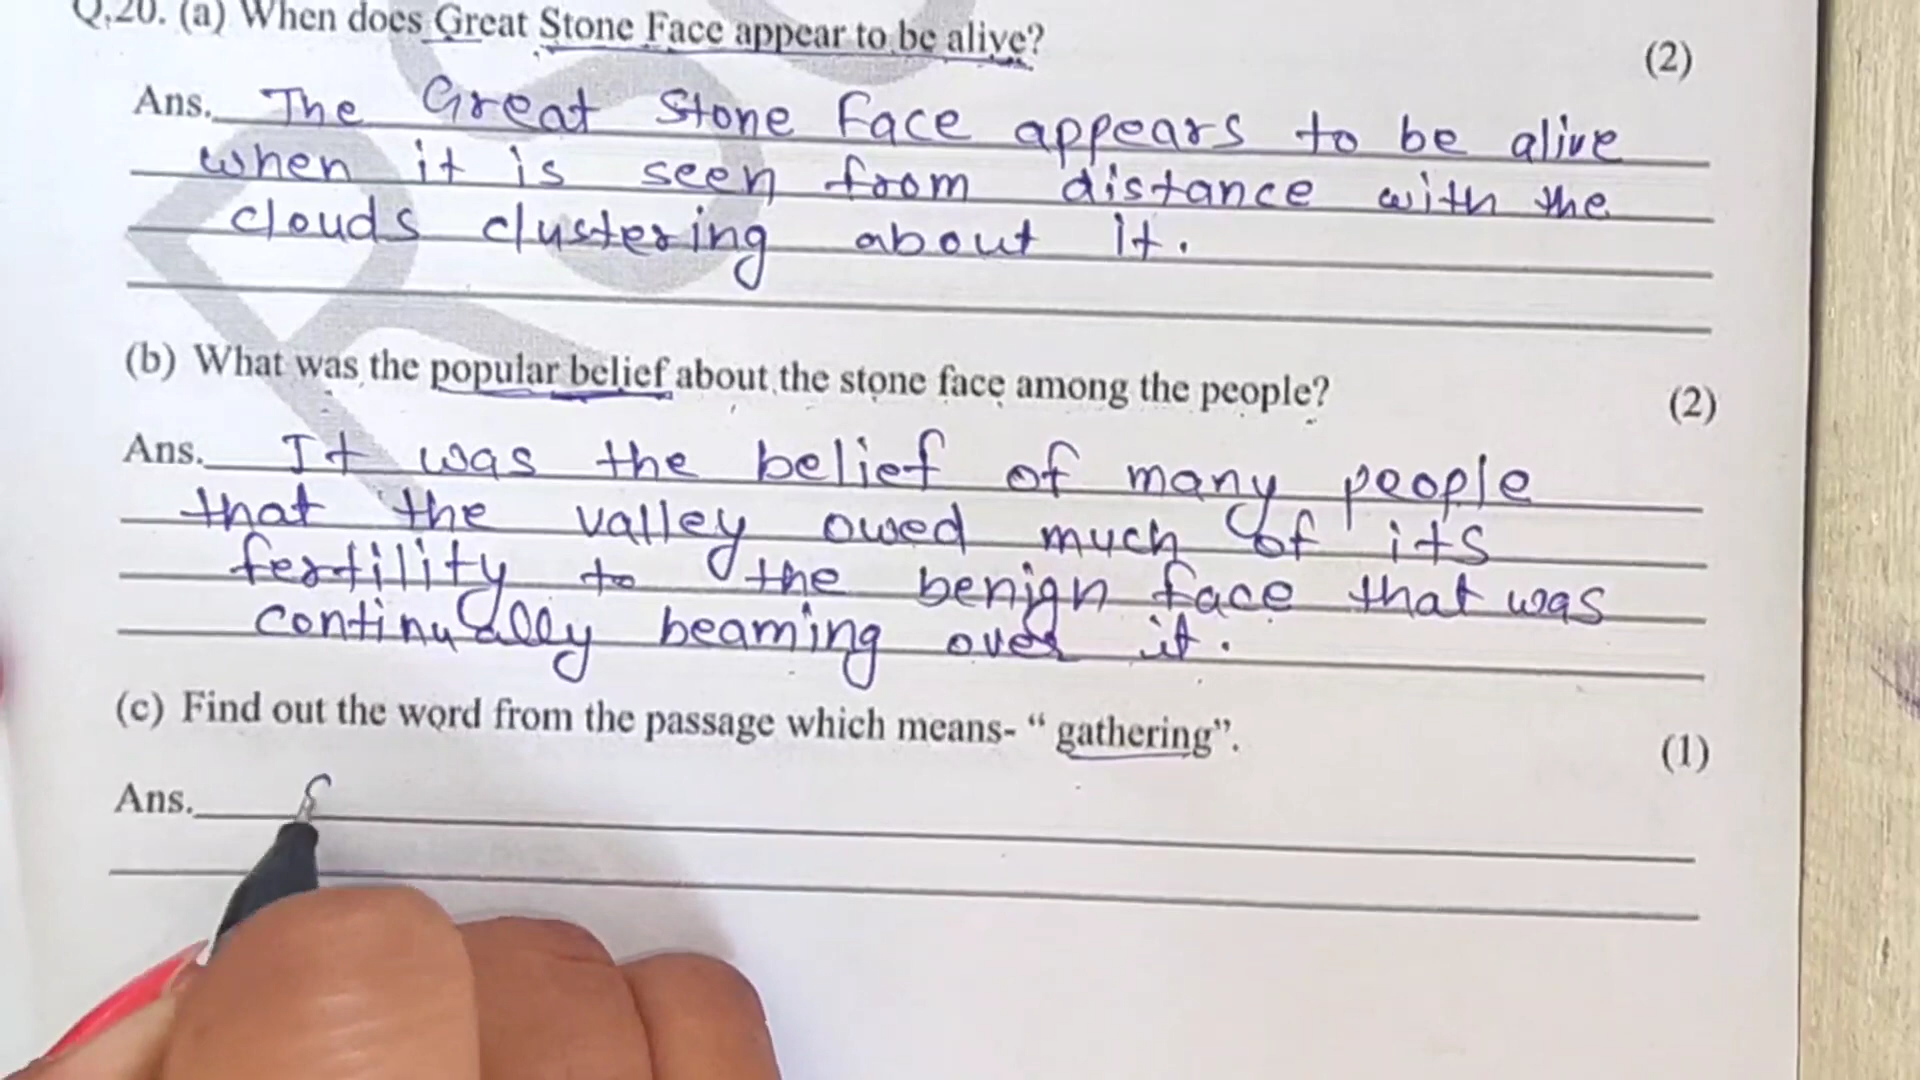 Q.20. (a) When does Great Stone Face appear to be alive? (2)
Ans. The Great Stone Face appears to be alive
when it is seen from distance with the
clouds clustering about it.
(b) What was the popular belief about the stone face among the people? (2)
Ans. It was the belief of many people
that the valley owed much of its
fertility to the benign face that was
continually beaming over it.
(c) Find out the word from the passage which means- “ gathering”. (1)
Ans.